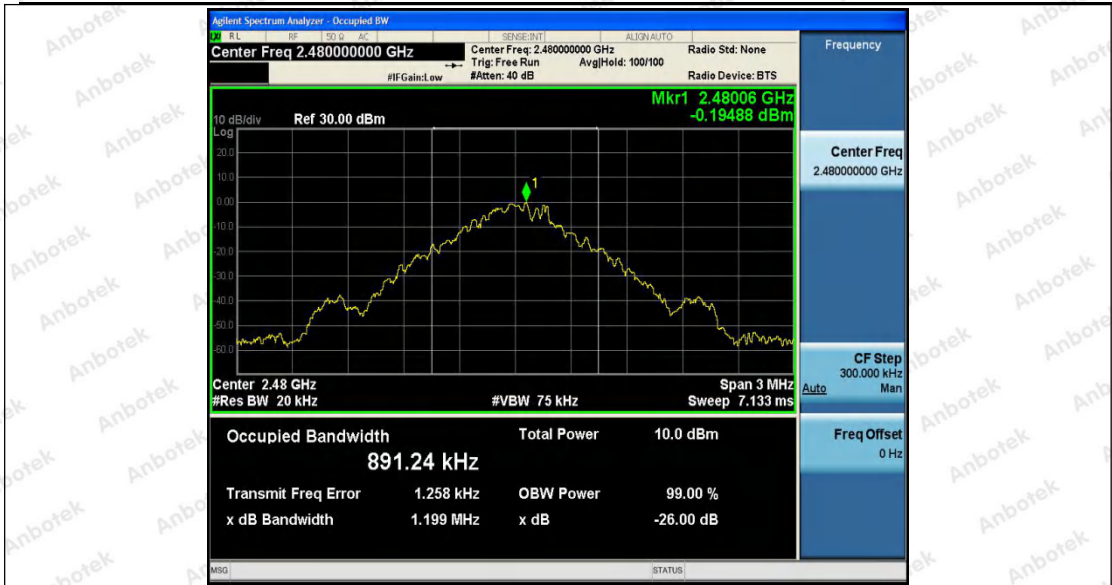 Agilent Spectrum Analyzer - Occupied BW
LXI RL RF 50 Ω AC SENSE:INT ALIGN AUTO
Center Freq 2.480000000 GHz
Center Freq: 2.480000000 GHz Radio Std: None
Trig: Free Run Avg|Hold: 100/100
#IFGain:Low #Atten: 40 dB Radio Device: BTS
Mkr1 2.48006 GHz
10 dB/div Ref 30.00 dBm -0.19488 dBm
Log
20.0
10.0
0.00
-10.0
-20.0
-30.0
-40.0
-50.0
-60.0
1
Center 2.48 GHz Span 3 MHz
#Res BW 20 kHz #VBW 75 kHz Sweep 7.133 ms
Occupied Bandwidth Total Power 10.0 dBm
891.24 kHz
Transmit Freq Error 1.258 kHz OBW Power 99.00 %
x dB Bandwidth 1.199 MHz x dB -26.00 dB
MSG STATUS
Frequency
Center Freq
2.480000000 GHz
CF Step
300.000 kHz
Auto Man
Freq Offset
0 Hz
Anbotek